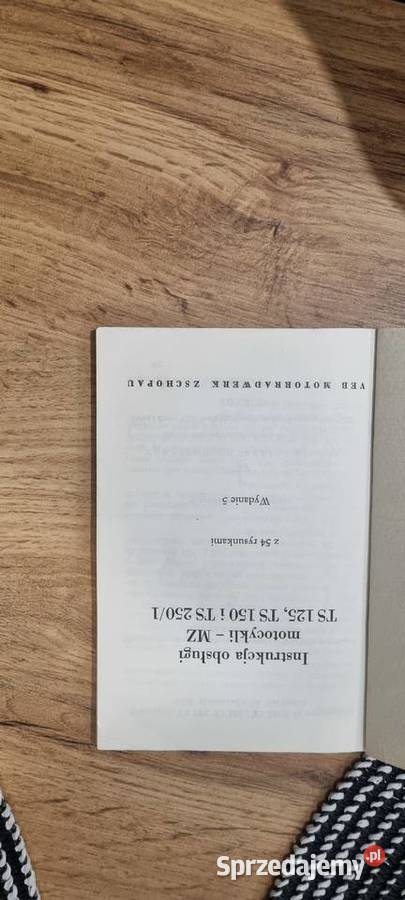 Instrukcja obsługi
motocykli – MZ
TS 125, TS 150 i TS 250/1
z 54 rysunkami
Wydanie 5
VEB MOTORRADWERK ZSCHOPAU
Sprzedajemy.pl